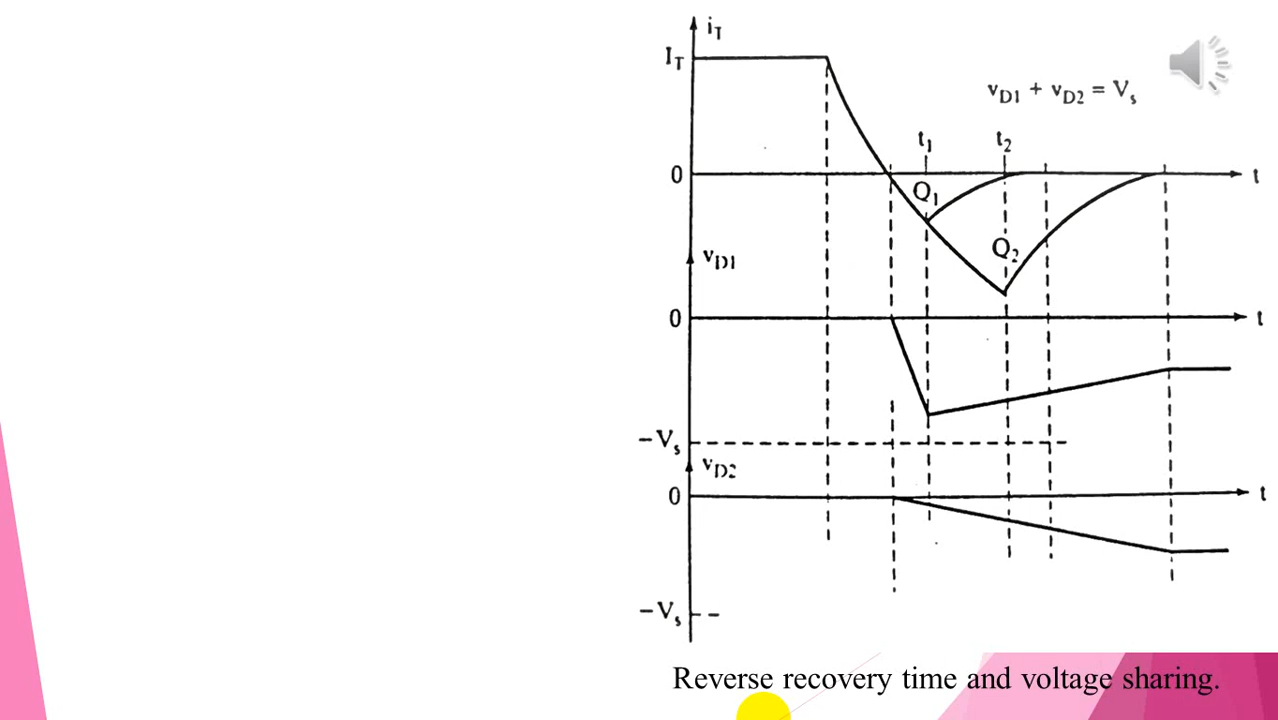 i_T
I_T
v_D1 + v_D2 = V_s
t_1 t_2
0 t
Q_1
Q_2
v_D1
0 t
-V_s
v_D2
0 t
-V_s
Reverse recovery time and voltage sharing.